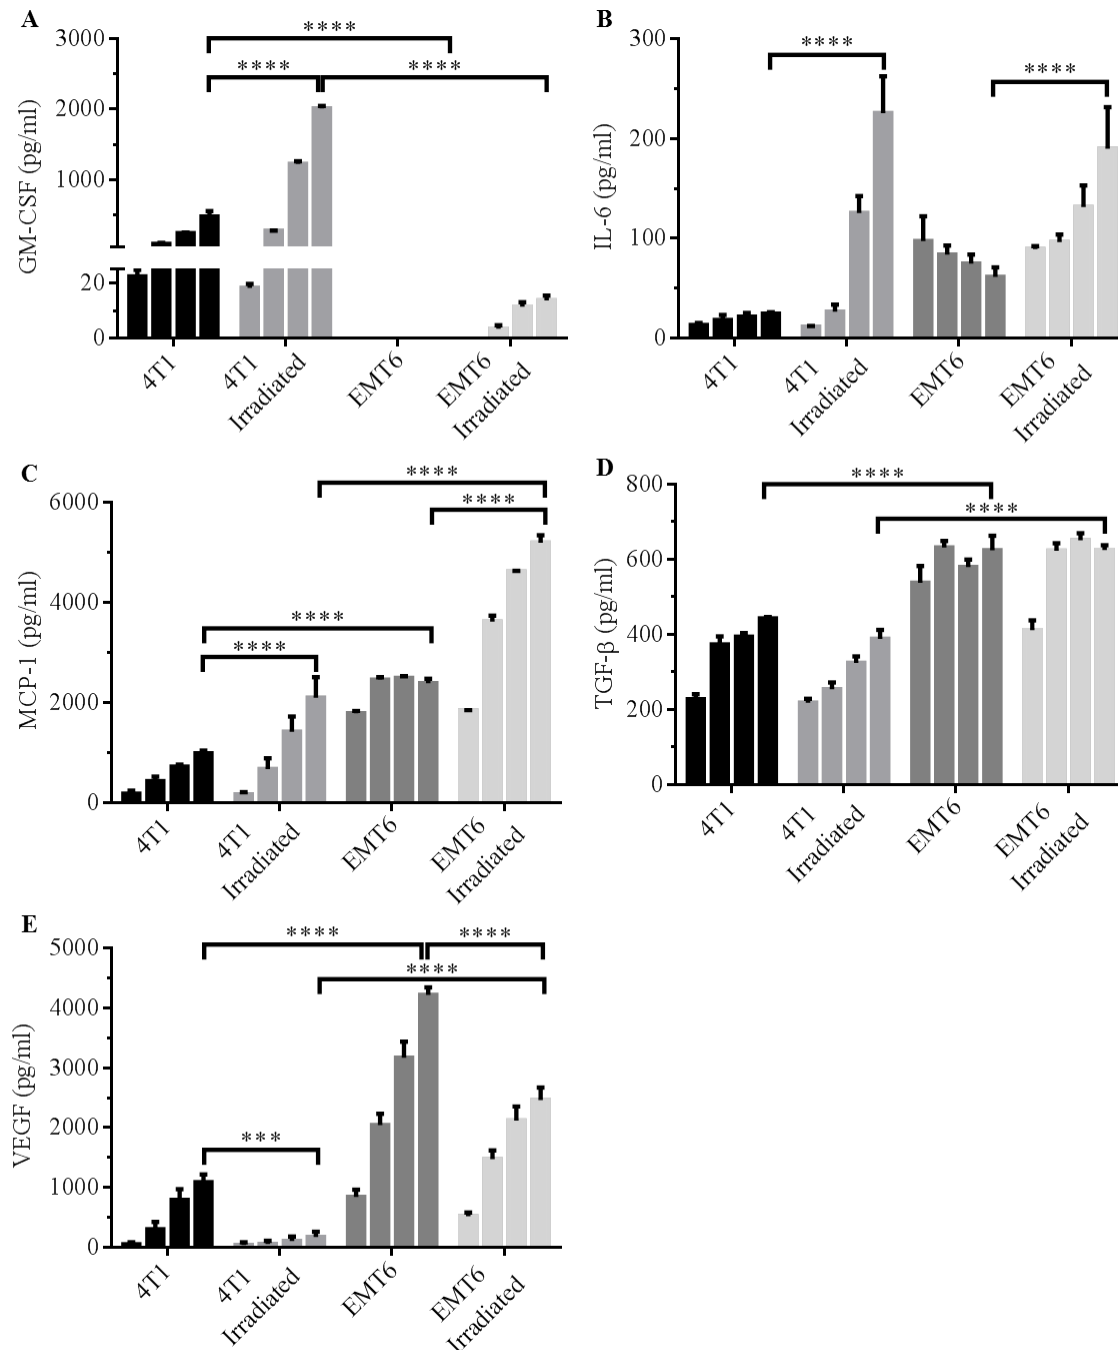 A
3000
2000
1000
20
0
GM-CSF (pg/ml)
****
****
****
4T1
4T1
Irradiated
EMT6
EMT6
Irradiated
B
300
200
100
0
IL-6 (pg/ml)
****
****
4T1
4T1
Irradiated
EMT6
EMT6
Irradiated
C
6000
4000
2000
0
MCP-1 (pg/ml)
****
****
****
****
4T1
4T1
Irradiated
EMT6
EMT6
Irradiated
D
800
600
400
200
0
TGF-β (pg/ml)
****
****
4T1
4T1
Irradiated
EMT6
EMT6
Irradiated
E
5000
4000
3000
2000
1000
0
VEGF (pg/ml)
****
****
****
***
4T1
4T1
Irradiated
EMT6
EMT6
Irradiated